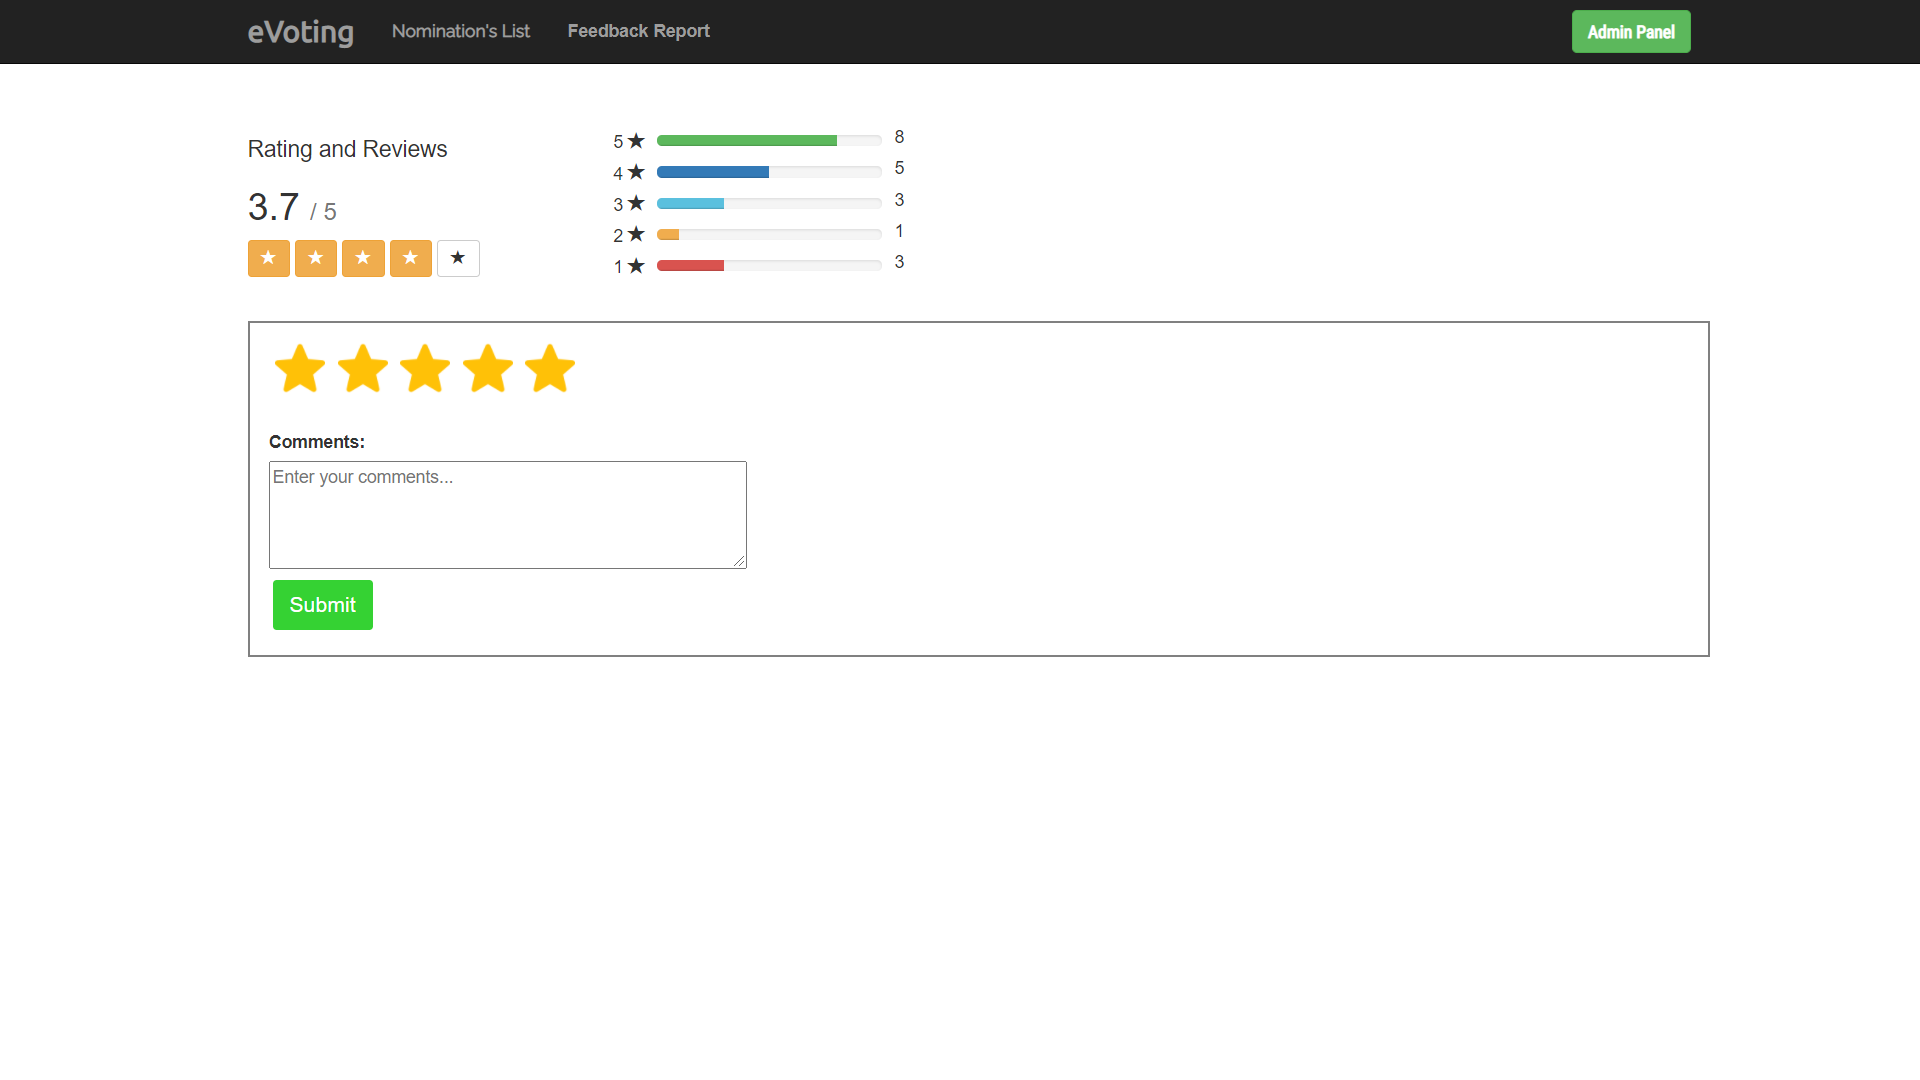 eVoting Nomination's List Feedback Report Admin Panel
Rating and Reviews
3.7 / 5
5 ★ 8
4 ★ 5
3 ★ 3
2 ★ 1
1 ★ 3
Comments:
Enter your comments...
Submit